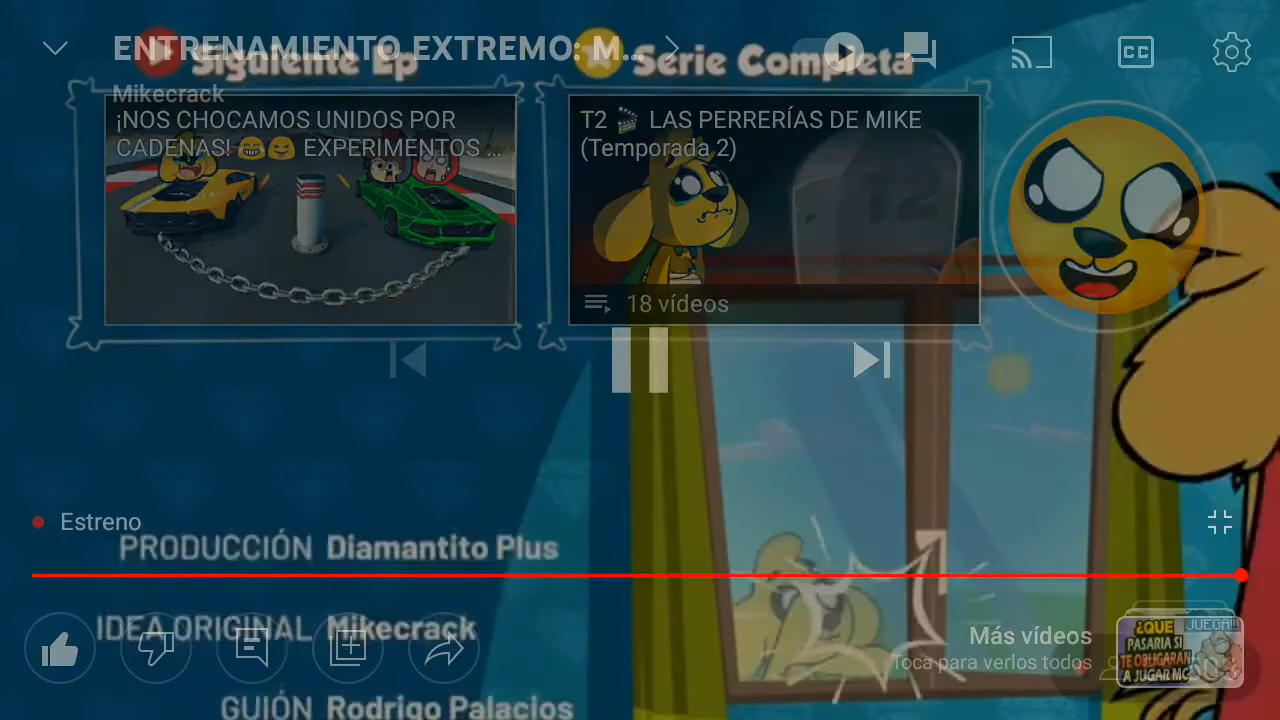 ENTRENAMIENTO EXTREMO: M...
Siguiente Ep
Serie Completa
CC
Mikecrack
¡NOS CHOCAMOS UNIDOS POR
CADENAS! 😂😝 EXPERIMENTOS ...
T2 🎬 LAS PERRERÍAS DE MIKE
(Temporada 2)
12
18 vídeos
Estreno
PRODUCCIÓN Diamantito Plus
IDEA ORIGINAL Mikecrack
GUIÓN Rodrigo Palacios
Más vídeos
Toca para verlos todos
¿QUE
PASARIA SI
TE OBLIGARAN
A JUGAR MC
JUEGA!!